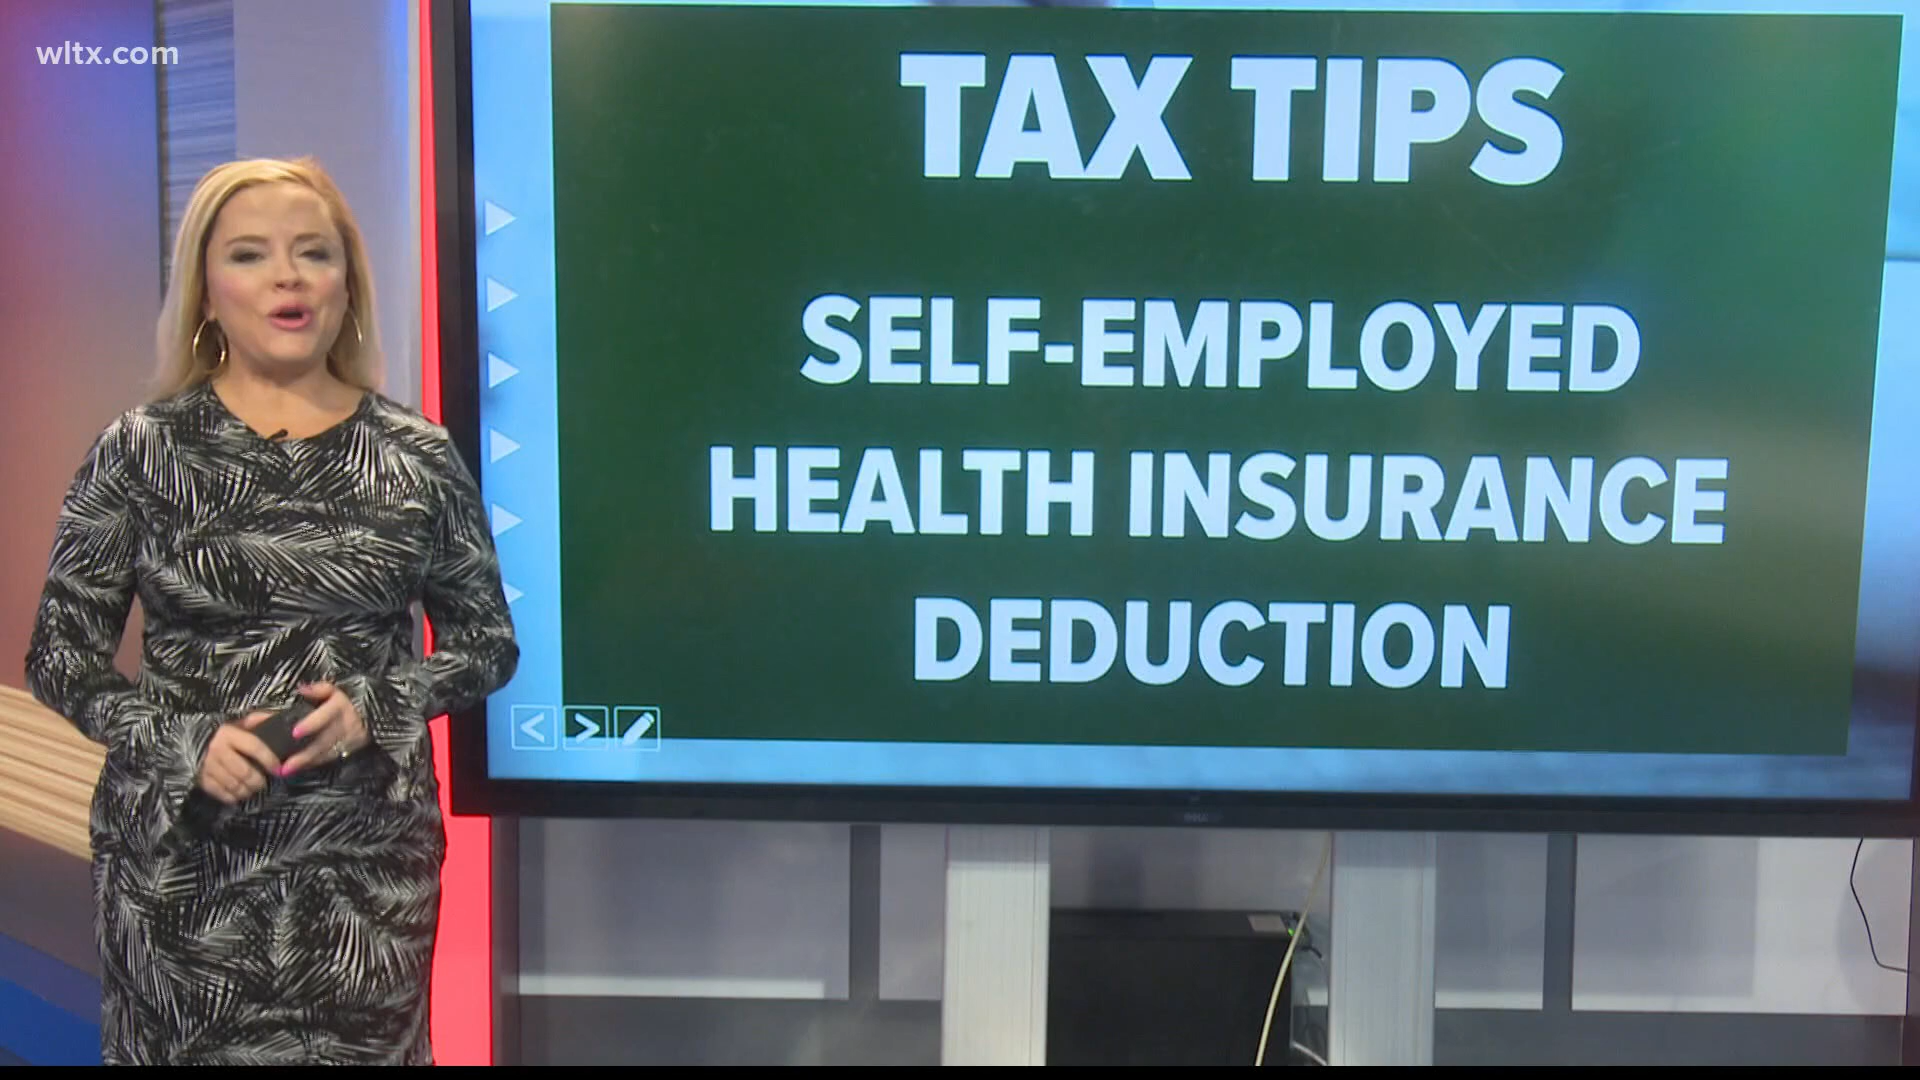 wltx.com
TAX TIPS
SELF-EMPLOYED
HEALTH INSURANCE
DEDUCTION